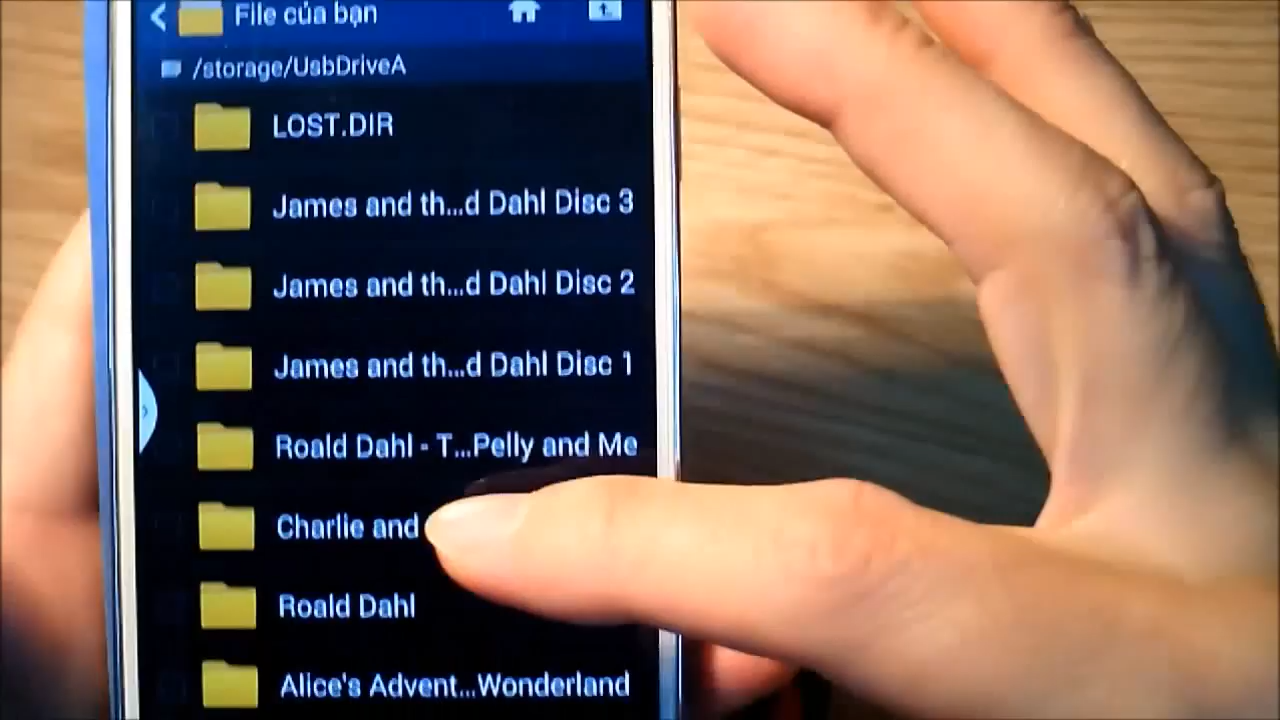 File của bạn
/storage/UsbDriveA
LOST.DIR
James and th...d Dahl Disc 3
James and th...d Dahl Disc 2
James and th...d Dahl Disc 1
Roald Dahl - T...Pelly and Me
Charlie and
Roald Dahl
Alice's Advent...Wonderland